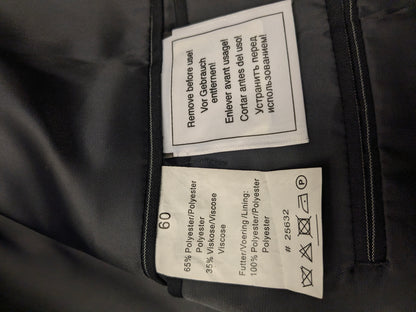 Remove before use!
Vor Gebrauch
entfernen!
Enlever avant usage!
Cortar antes del uso!
Устранитъ перед
использованием!
60
65% Polyester/Polyester
Polyester
35% Viskose/Viscose
Viscose
Futter/Voering/Lining:
100% Polyester/Polyester
Polyester
# 25632
P